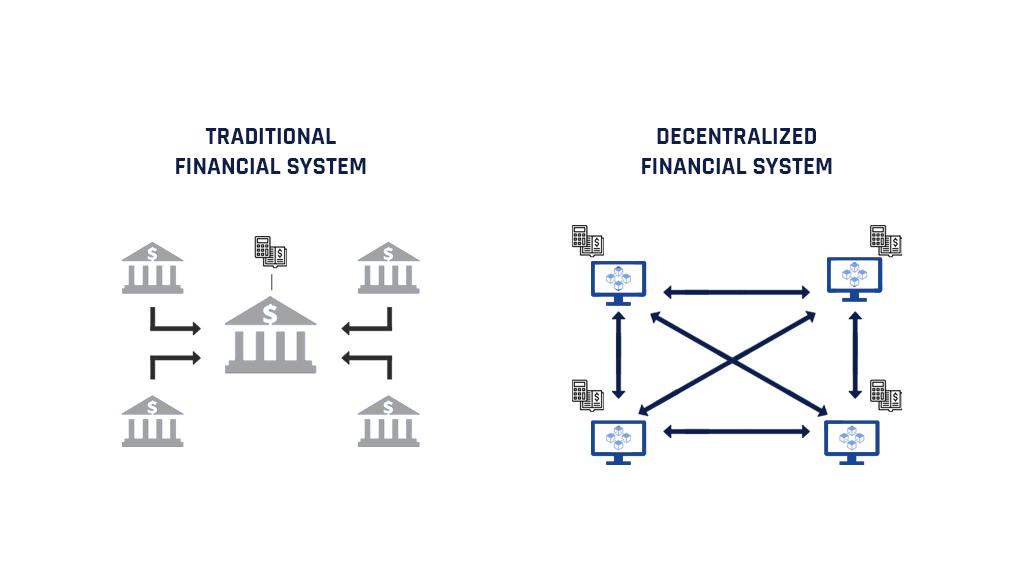 TRADITIONAL
FINANCIAL SYSTEM
DECENTRALIZED
FINANCIAL SYSTEM
$
$
$
$
$
$
$
$
$
$